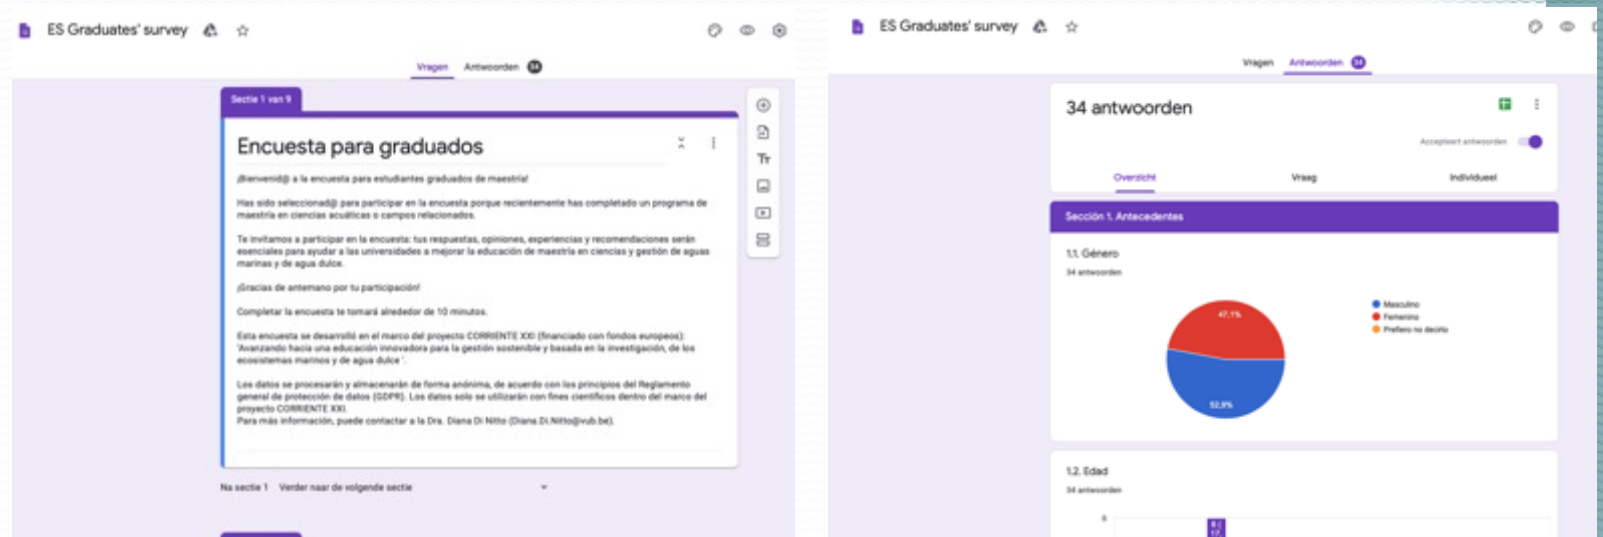 ES Graduates' survey
Vragen Antwoorden 34
Sectie 1 van 9
Encuesta para graduados
¡Bienvenid@ a la encuesta para estudiantes graduados de maestría!
Has sido seleccionad@ para participar en la encuesta porque recientemente has completado un programa de
maestría en ciencias acuáticas o campos relacionados.
Te invitamos a participar en la encuesta: tus respuestas, opiniones, experiencias y recomendaciones serán
esenciales para ayudar a las universidades a mejorar la educación de maestría en ciencias y gestión de aguas
marinas y de agua dulce.
¡Gracias de antemano por tu participación!
Completar la encuesta te tomará alrededor de 10 minutos.
Esta encuesta se desarrolló en el marco del proyecto CORRIENTE XXI (financiado con fondos europeos):
'Avanzando hacia una educación innovadora para la gestión sostenible y basada en la investigación, de los
ecosistemas marinos y de agua dulce '.
Los datos se procesarán y almacenarán de forma anónima, de acuerdo con los principios del Reglamento
general de protección de datos (GDPR). Los datos solo se utilizarán con fines científicos dentro del marco del
proyecto CORRIENTE XXI.
Para más información, puede contactar a la Dra. Diana Di Nitto (Diana.Di.Nitto@vub.be).
Na sectie 1 Verder naar de volgende sectie
Tт
ES Graduates' survey
Vragen Antwoorden 34
34 antwoorden
Accepteert antwoorden
Overzicht Vraag Individueel
Sección 1. Antecedentes
1.1. Género
34 antwoorden
47,1%
52,9%
Masculino
Femenino
Prefiero no decirlo
1.2. Edad
34 antwoorden
6